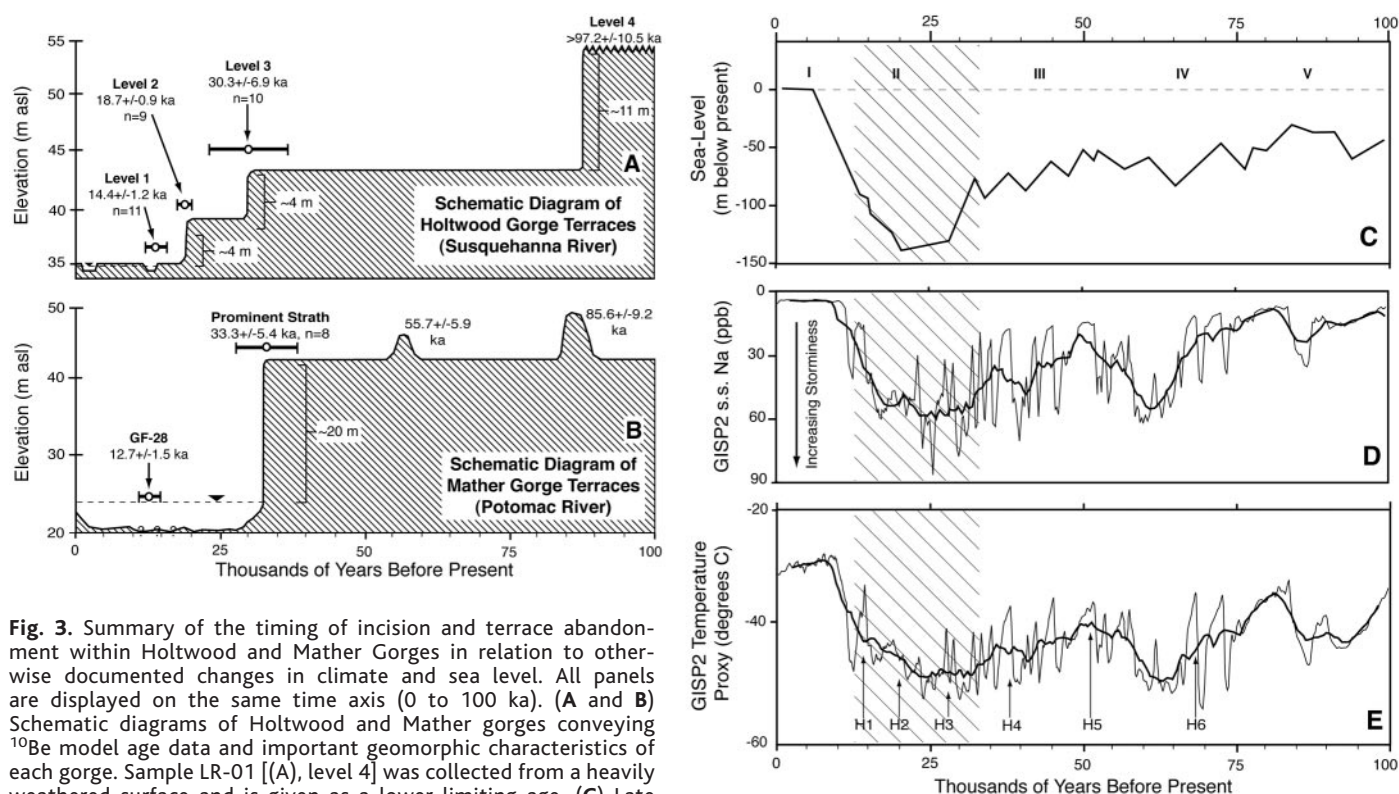 55
50
45
40
35
Elevation (m asl)
Level 4
>97.2+/-10.5 ka
Level 3
30.3+/-6.9 ka
n=10
Level 2
18.7+/-0.9 ka
n=9
Level 1
14.4+/-1.2 ka
n=11
~11 m
~4 m
~4 m
A
Schematic Diagram of
Holtwood Gorge Terraces
(Susquehanna River)
50
40
30
20
Elevation (m asl)
Prominent Strath
33.3+/-5.4 ka, n=8
55.7+/-5.9
ka
85.6+/-9.2
ka
GF-28
12.7+/-1.5 ka
~20 m
B
Schematic Diagram of
Mather Gorge Terraces
(Potomac River)
0 25 50 75 100
Thousands of Years Before Present
Fig. 3. Summary of the timing of incision and terrace abandon-
ment within Holtwood and Mather Gorges in relation to other-
wise documented changes in climate and sea level. All panels
are displayed on the same time axis (0 to 100 ka). (A and B)
Schematic diagrams of Holtwood and Mather gorges conveying
10Be model age data and important geomorphic characteristics of
each gorge. Sample LR-01 [(A), level 4] was collected from a heavily
weathered surface and is given as a lower limiting age. (C) Late
0 25 50 75 100
I II III IV V
0
-50
-100
-150
Sea-Level
(m below present)
C
0
30
60
90
GISP2 s.s. Na (ppb)
Increasing Storminess
D
-20
-40
-60
GISP2 Temperature
Proxy (degrees C)
H1 H2 H3 H4 H5 H6
E
0 25 50 75 100
Thousands of Years Before Present